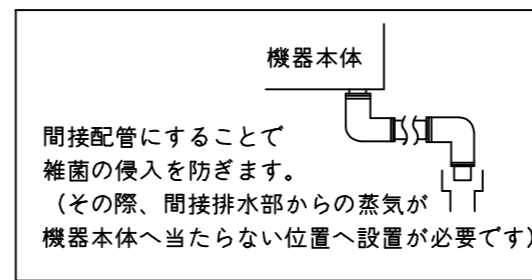 機器本体
間接配管にすることで
雑菌の侵入を防ぎます。
（その際、間接排水部からの蒸気が
機器本体へ当たらない位置へ設置が必要です）